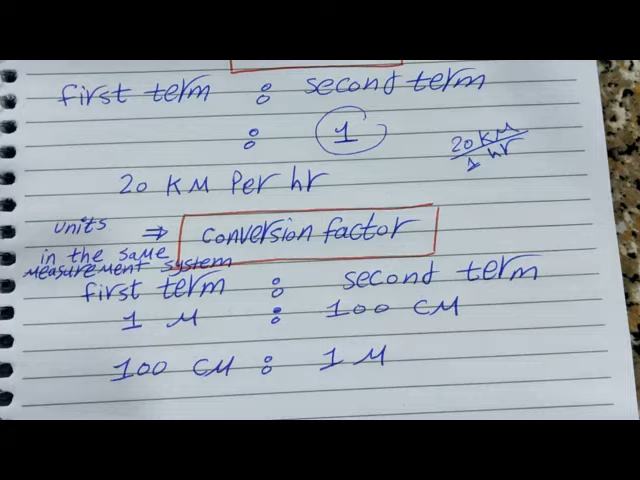 first term : second term
: 1
20 KM
1 hr
20 KM Per hr
units ⇒ conversion factor
in the same
measurement system
first term : second term
1 M : 100 CM
100 CM : 1 M